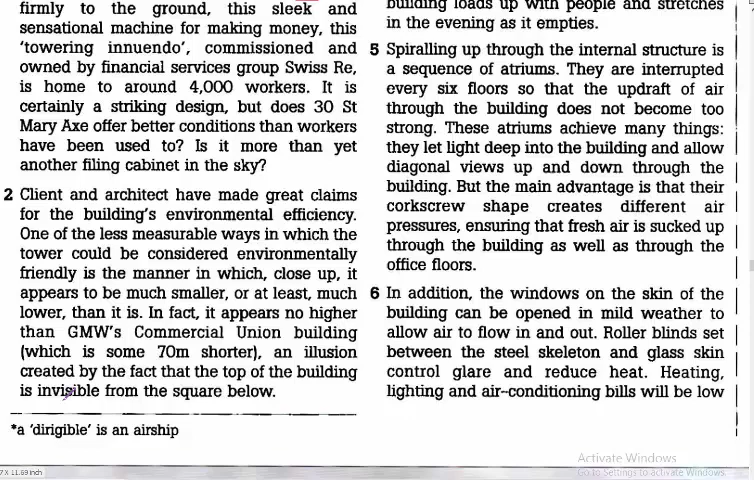 firmly to the ground, this sleek and
sensational machine for making money, this
'towering innuendo', commissioned and
owned by financial services group Swiss Re,
is home to around 4,000 workers. It is
certainly a striking design, but does 30 St
Mary Axe offer better conditions than workers
have been used to? Is it more than yet
another filing cabinet in the sky?
2 Client and architect have made great claims
for the building's environmental efficiency.
One of the less measurable ways in which the
tower could be considered environmentally
friendly is the manner in which, close up, it
appears to be much smaller, or at least, much
lower, than it is. In fact, it appears no higher
than GMW's Commercial Union building
(which is some 70m shorter), an illusion
created by the fact that the top of the building
is invisible from the square below.
*a 'dirigible' is an airship
building loads up with people and stretches
in the evening as it empties.
5 Spiralling up through the internal structure is
a sequence of atriums. They are interrupted
every six floors so that the updraft of air
through the building does not become too
strong. These atriums achieve many things:
they let light deep into the building and allow
diagonal views up and down through the
building. But the main advantage is that their
corkscrew shape creates different air
pressures, ensuring that fresh air is sucked up
through the building as well as through the
office floors.
6 In addition, the windows on the skin of the
building can be opened in mild weather to
allow air to flow in and out. Roller blinds set
between the steel skeleton and glass skin
control glare and reduce heat. Heating,
lighting and air-conditioning bills will be low
Activate Windows
Go to Settings to activate Windows.
7 X 11.69 inch